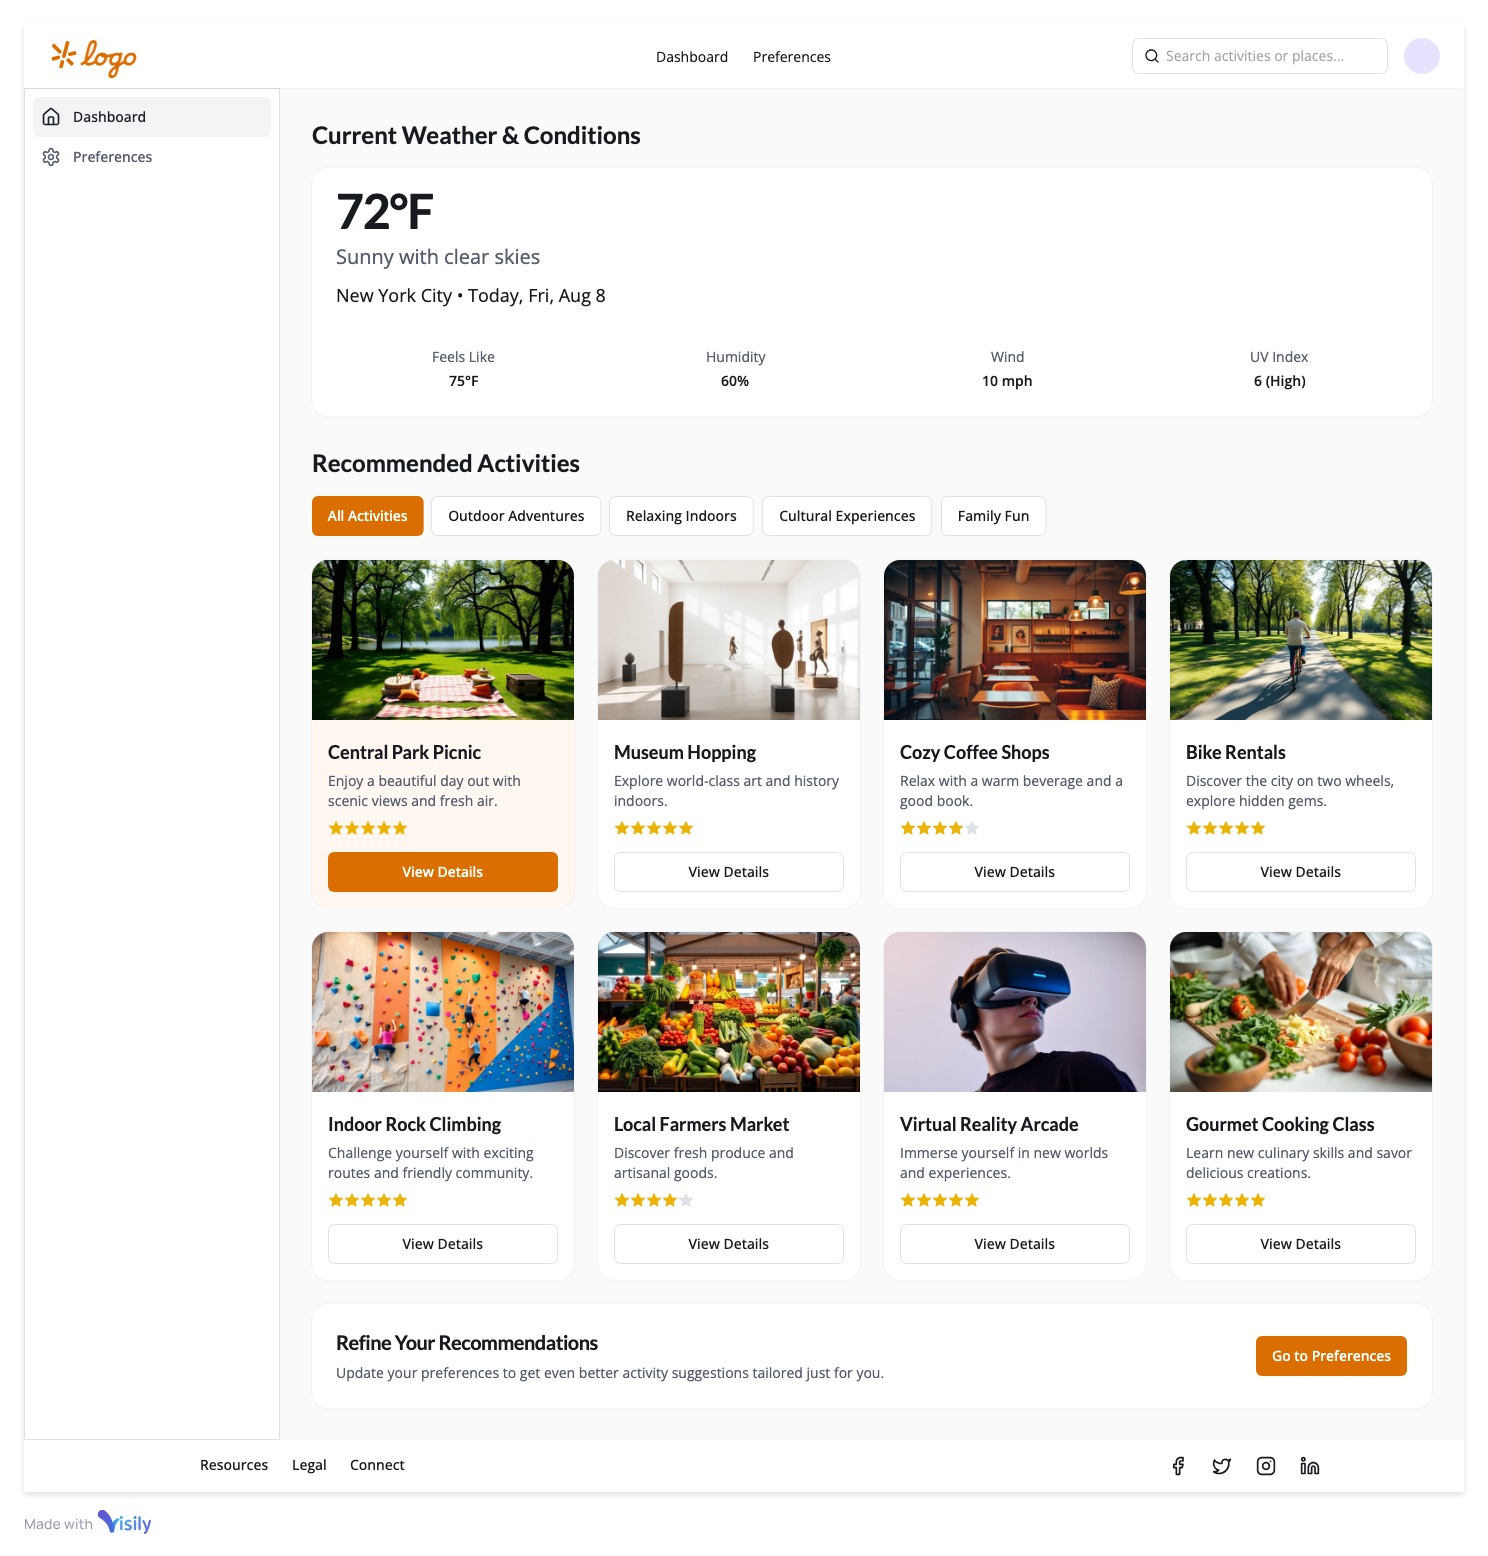 logo
Dashboard
Preferences
Search activities or places...
Dashboard
Preferences
Current Weather & Conditions
72°F
Sunny with clear skies
New York City • Today, Fri, Aug 8
Feels Like
75°F
Humidity
60%
Wind
10 mph
UV Index
6 (High)
Recommended Activities
All Activities
Outdoor Adventures
Relaxing Indoors
Cultural Experiences
Family Fun
Central Park Picnic
Enjoy a beautiful day out with
scenic views and fresh air.
View Details
Museum Hopping
Explore world-class art and history
indoors.
View Details
Cozy Coffee Shops
Relax with a warm beverage and a
good book.
View Details
Bike Rentals
Discover the city on two wheels,
explore hidden gems.
View Details
Indoor Rock Climbing
Challenge yourself with exciting
routes and friendly community.
View Details
Local Farmers Market
Discover fresh produce and
artisanal goods.
View Details
Virtual Reality Arcade
Immerse yourself in new worlds
and experiences.
View Details
Gourmet Cooking Class
Learn new culinary skills and savor
delicious creations.
View Details
Refine Your Recommendations
Update your preferences to get even better activity suggestions tailored just for you.
Go to Preferences
Resources
Legal
Connect
Made with Visily